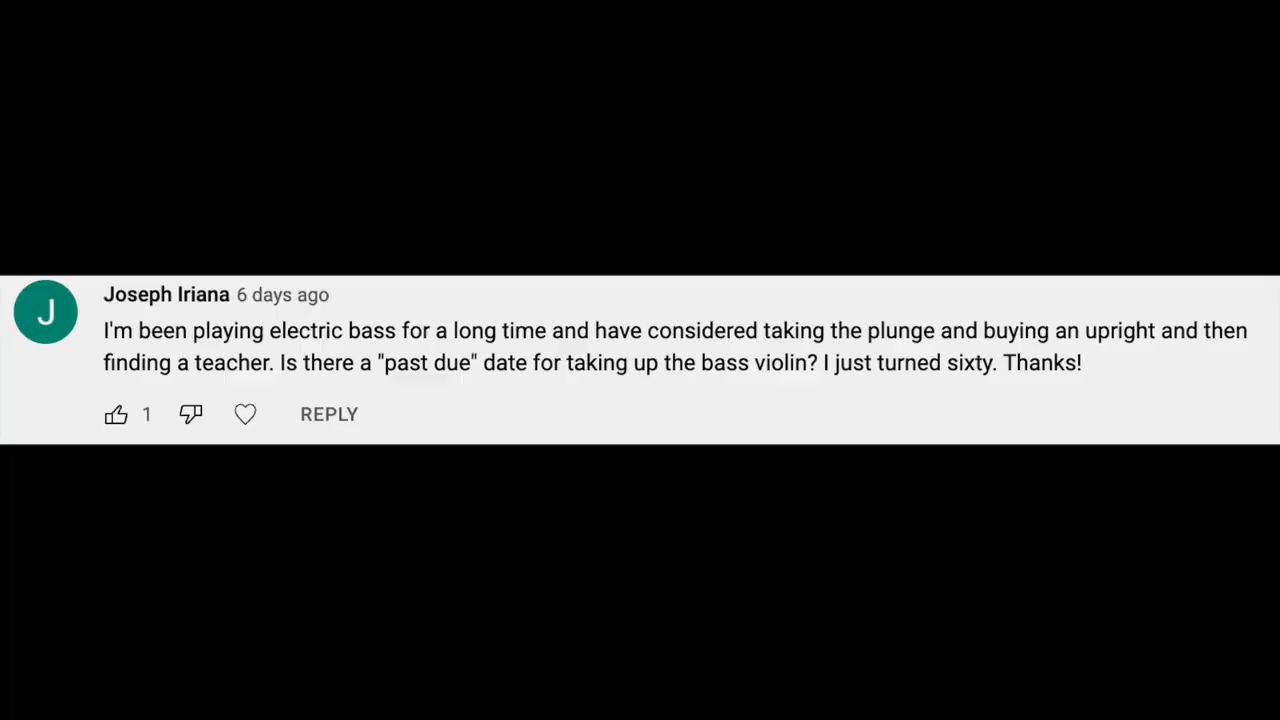 J
Joseph Iriana 6 days ago
I'm been playing electric bass for a long time and have considered taking the plunge and buying an upright and then
finding a teacher. Is there a "past due" date for taking up the bass violin? I just turned sixty. Thanks!
1 REPLY